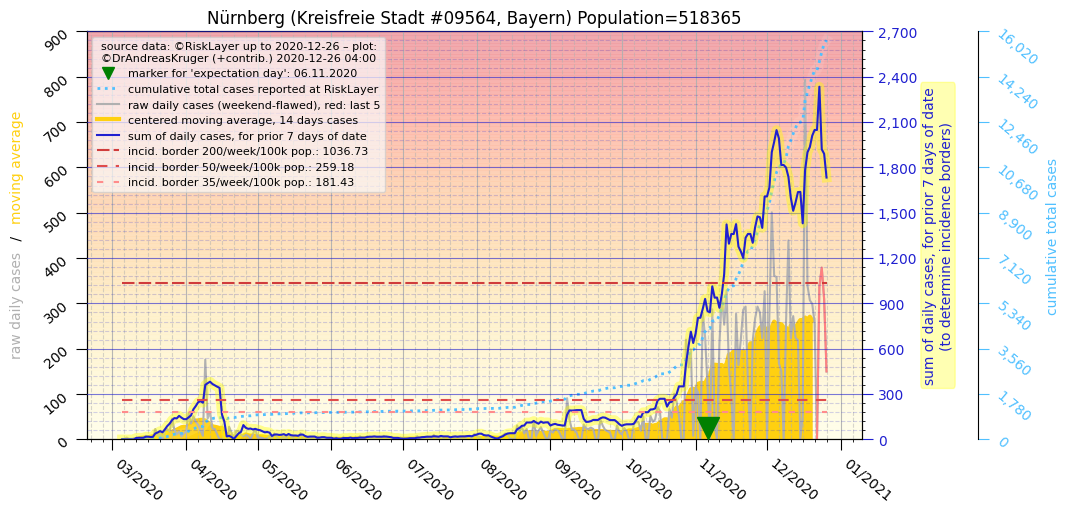 Nürnberg (Kreisfreie Stadt #09564, Bayern) Population=518365
source data: ©RiskLayer up to 2020-12-26 – plot:
©DrAndreasKruger (+contrib.) 2020-12-26 04:00
marker for 'expectation day': 06.11.2020
cumulative total cases reported at RiskLayer
raw daily cases (weekend-flawed), red: last 5
centered moving average, 14 days cases
sum of daily cases, for prior 7 days of date
incid. border 200/week/100k pop.: 1036.73
incid. border 50/week/100k pop.: 259.18
incid. border 35/week/100k pop.: 181.43
raw daily cases / moving average
900
800
700
600
500
400
300
200
100
0
03/2020
04/2020
05/2020
06/2020
07/2020
08/2020
09/2020
10/2020
11/2020
12/2020
01/2021
2,700
2,400
2,100
1,800
1,500
1,200
900
600
300
0
sum of daily cases, for prior 7 days of date
(to determine incidence borders)
16,020
14,240
12,460
10,680
8,900
7,120
5,340
3,560
1,780
0
cumulative total cases